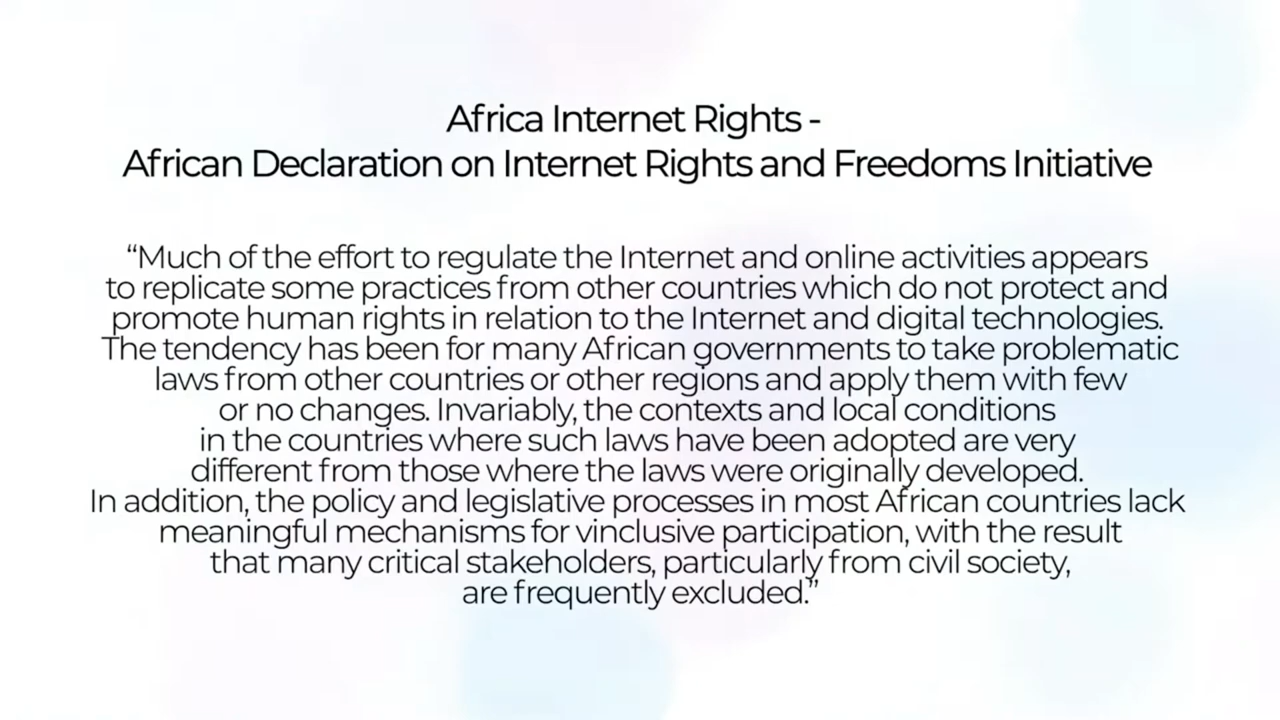 Africa Internet Rights -
African Declaration on Internet Rights and Freedoms Initiative
“Much of the effort to regulate the Internet and online activities appears
to replicate some practices from other countries which do not protect and
promote human rights in relation to the Internet and digital technologies.
The tendency has been for many African governments to take problematic
laws from other countries or other regions and apply them with few
or no changes. Invariably, the contexts and local conditions
in the countries where such laws have been adopted are very
different from those where the laws were originally developed.
In addition, the policy and legislative processes in most African countries lack
meaningful mechanisms for vinclusive participation, with the result
that many critical stakeholders, particularly from civil society,
are frequently excluded.”